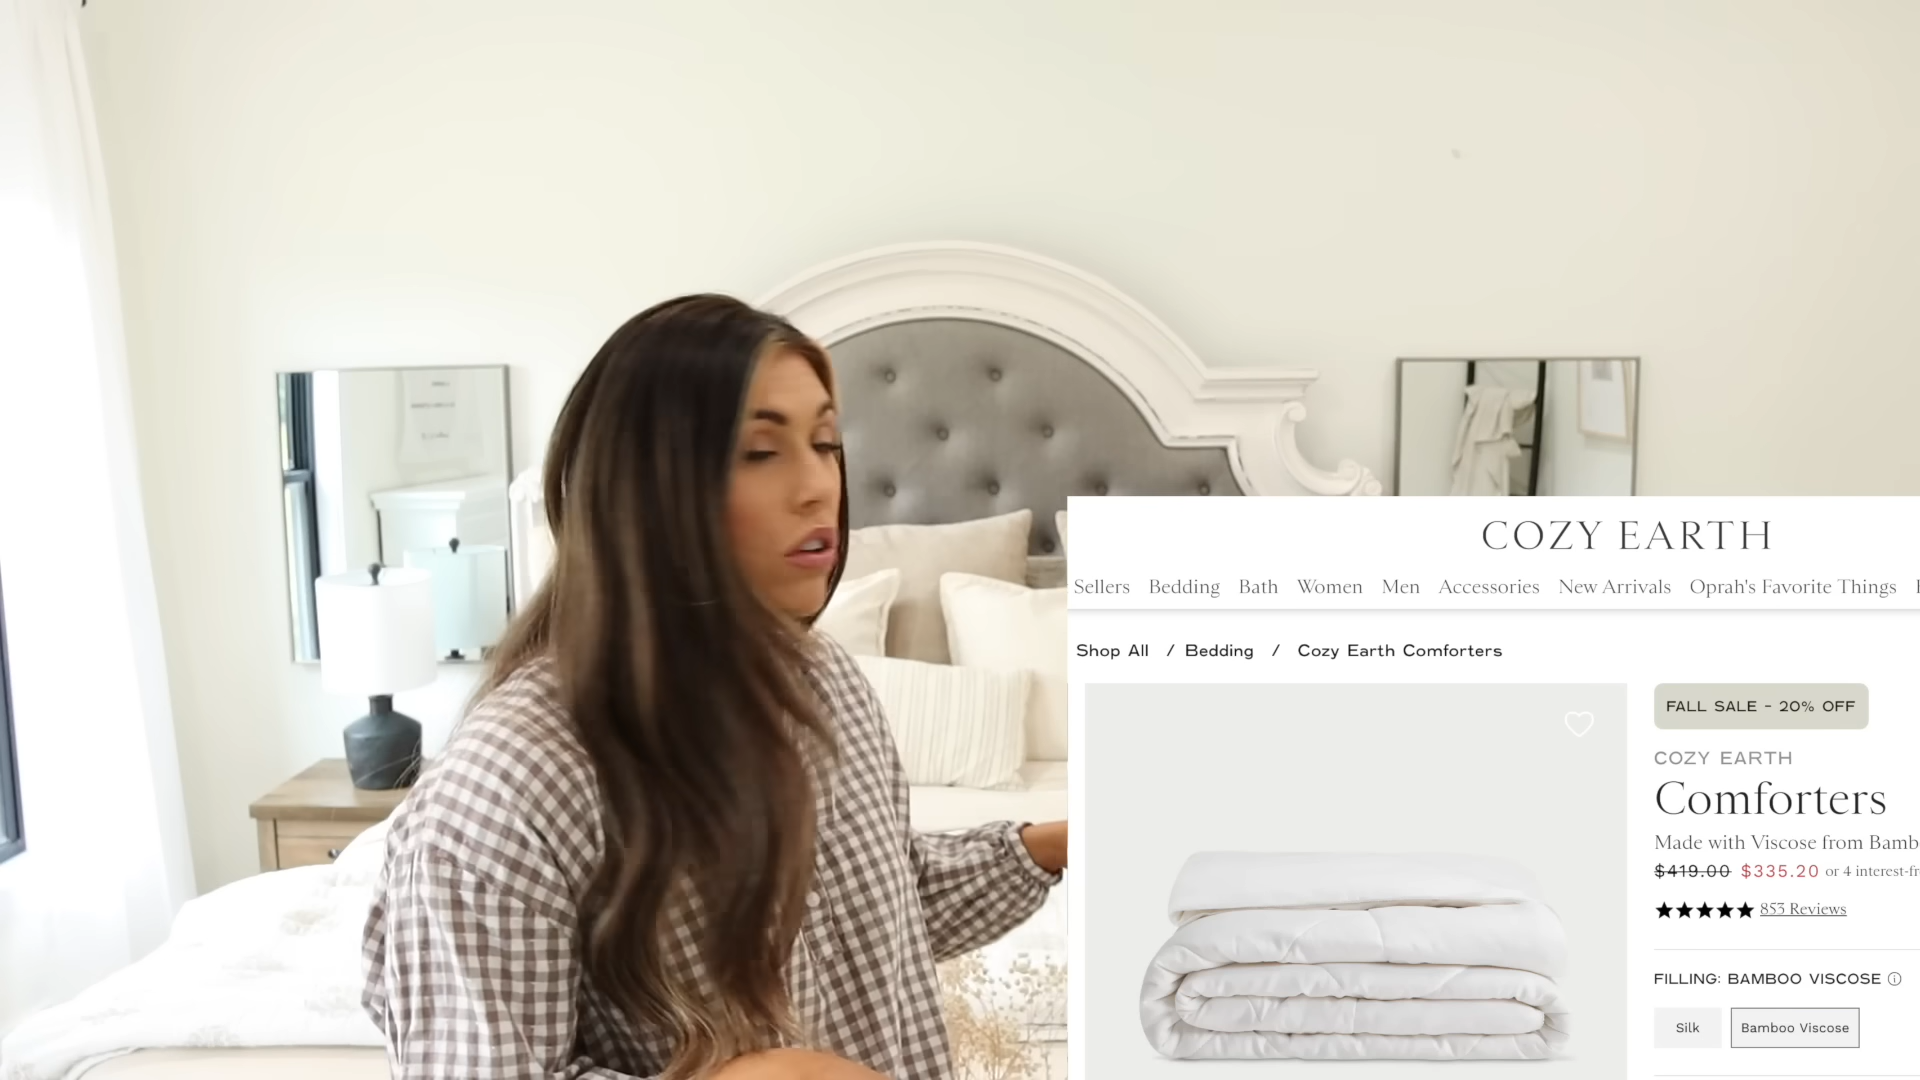 COZY EARTH
Sellers Bedding Bath Women Men Accessories New Arrivals Oprah's Favorite Things
Shop All / Bedding / Cozy Earth Comforters
FALL SALE - 20% OFF
COZY EARTH
Comforters
Made with Viscose from Bamb
$419.00 $335.20 or 4 interest-fr
★★★★★ 853 Reviews
FILLING: BAMBOO VISCOSE ⓘ
Silk Bamboo Viscose